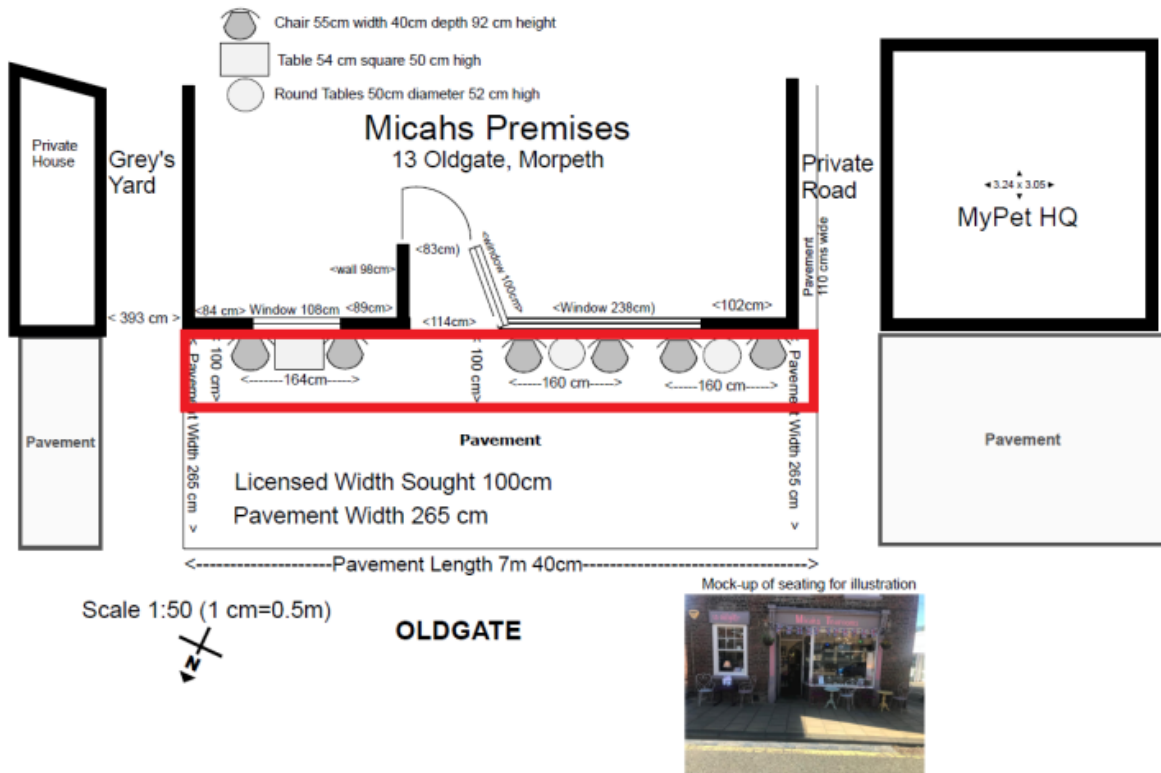 Chair 55cm width 40cm depth 92 cm height
Table 54 cm square 50 cm high
Round Tables 50cm diameter 52 cm high
Micahs Premises
13 Oldgate, Morpeth
Private
House
Grey's
Yard
Private
Road
Pavement
110 cms wide
◄ 3.24 x 3.05 ►
MyPet HQ
<83cm)
<window 100cm>
<wall 98cm>
< 393 cm >
<84 cm>
Window 108cm
<89cm>
<114cm>
<Window 238cm)
<102cm>
< 100 cm>
<-------164cm----->
<100 cm>
<-----160 cm----->
<-----160 cm----->
< Pavement Width 265 cm >
< Pavement Width 265 cm >
Pavement
Pavement
Pavement
Licensed Width Sought 100cm
Pavement Width 265 cm
<--------------------Pavement Length 7m 40cm-------------------------------->
Scale 1:50 (1 cm=0.5m)
N
OLDGATE
Mock-up of seating for illustration